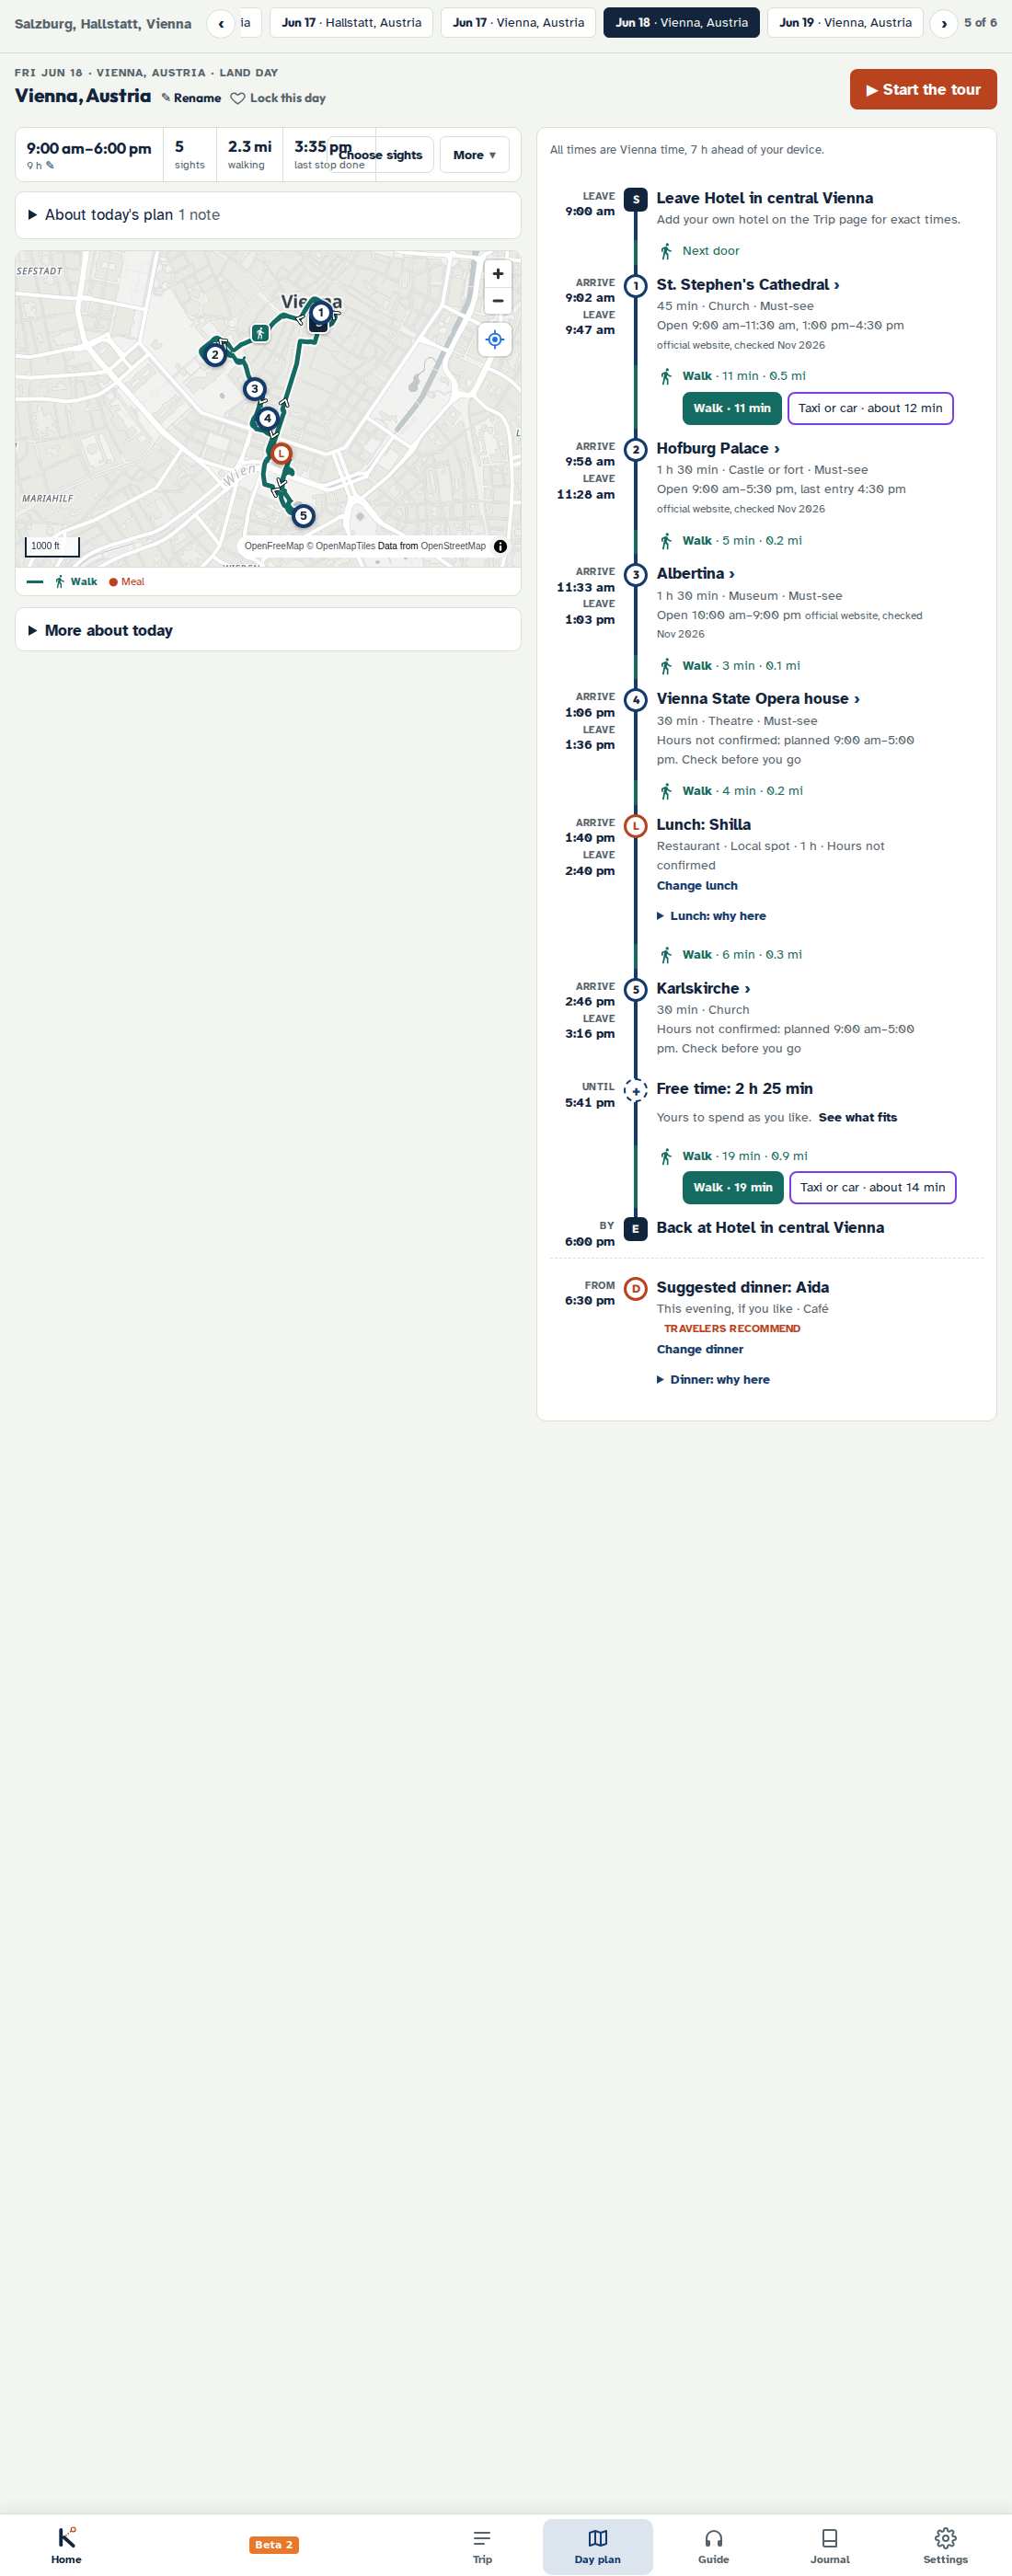 Salzburg, Hallstatt, Vienna
‹
ia
Jun 17 · Hallstatt, Austria
Jun 17 · Vienna, Austria
Jun 18 · Vienna, Austria
Jun 19 · Vienna, Austria
›
5 of 6
FRI JUN 18 · VIENNA, AUSTRIA · LAND DAY
Vienna, Austria
✎ Rename
Lock this day
▶ Start the tour
9:00 am–6:00 pm
9 h ✎
5
sights
2.3 mi
walking
3:35 pm
last stop done
Choose sights
More ▼
▶ About today's plan 1 note
SEFSTADT
Vienna
MARIAHILF
Wien
WIEDEN
L
1
S
2
3
4
L
5
+
−
1000 ft
OpenFreeMap © OpenMapTiles Data from OpenStreetMap
Walk
Meal
▶ More about today
All times are Vienna time, 7 h ahead of your device.
LEAVE
9:00 am
S
Leave Hotel in central Vienna
Add your own hotel on the Trip page for exact times.
Next door
ARRIVE
9:02 am
LEAVE
9:47 am
1
St. Stephen's Cathedral ›
45 min · Church · Must-see
Open 9:00 am–11:30 am, 1:00 pm–4:30 pm
official website, checked Nov 2026
Walk · 11 min · 0.5 mi
Walk · 11 min
Taxi or car · about 12 min
ARRIVE
9:58 am
LEAVE
11:28 am
2
Hofburg Palace ›
1 h 30 min · Castle or fort · Must-see
Open 9:00 am–5:30 pm, last entry 4:30 pm
official website, checked Nov 2026
Walk · 5 min · 0.2 mi
ARRIVE
11:33 am
LEAVE
1:03 pm
3
Albertina ›
1 h 30 min · Museum · Must-see
Open 10:00 am–9:00 pm official website, checked
Nov 2026
Walk · 3 min · 0.1 mi
ARRIVE
1:06 pm
LEAVE
1:36 pm
4
Vienna State Opera house ›
30 min · Theatre · Must-see
Hours not confirmed: planned 9:00 am–5:00
pm. Check before you go
Walk · 4 min · 0.2 mi
ARRIVE
1:40 pm
LEAVE
2:40 pm
L
Lunch: Shilla
Restaurant · Local spot · 1 h · Hours not
confirmed
Change lunch
▶ Lunch: why here
Walk · 6 min · 0.3 mi
ARRIVE
2:46 pm
LEAVE
3:16 pm
5
Karlskirche ›
30 min · Church
Hours not confirmed: planned 9:00 am–5:00
pm. Check before you go
UNTIL
5:41 pm
+
Free time: 2 h 25 min
Yours to spend as you like. See what fits
Walk · 19 min · 0.9 mi
Walk · 19 min
Taxi or car · about 14 min
BY
6:00 pm
E
Back at Hotel in central Vienna
FROM
6:30 pm
D
Suggested dinner: Aida
This evening, if you like · Café
TRAVELERS RECOMMEND
Change dinner
▶ Dinner: why here
Home
Beta 2
Trip
Day plan
Guide
Journal
Settings